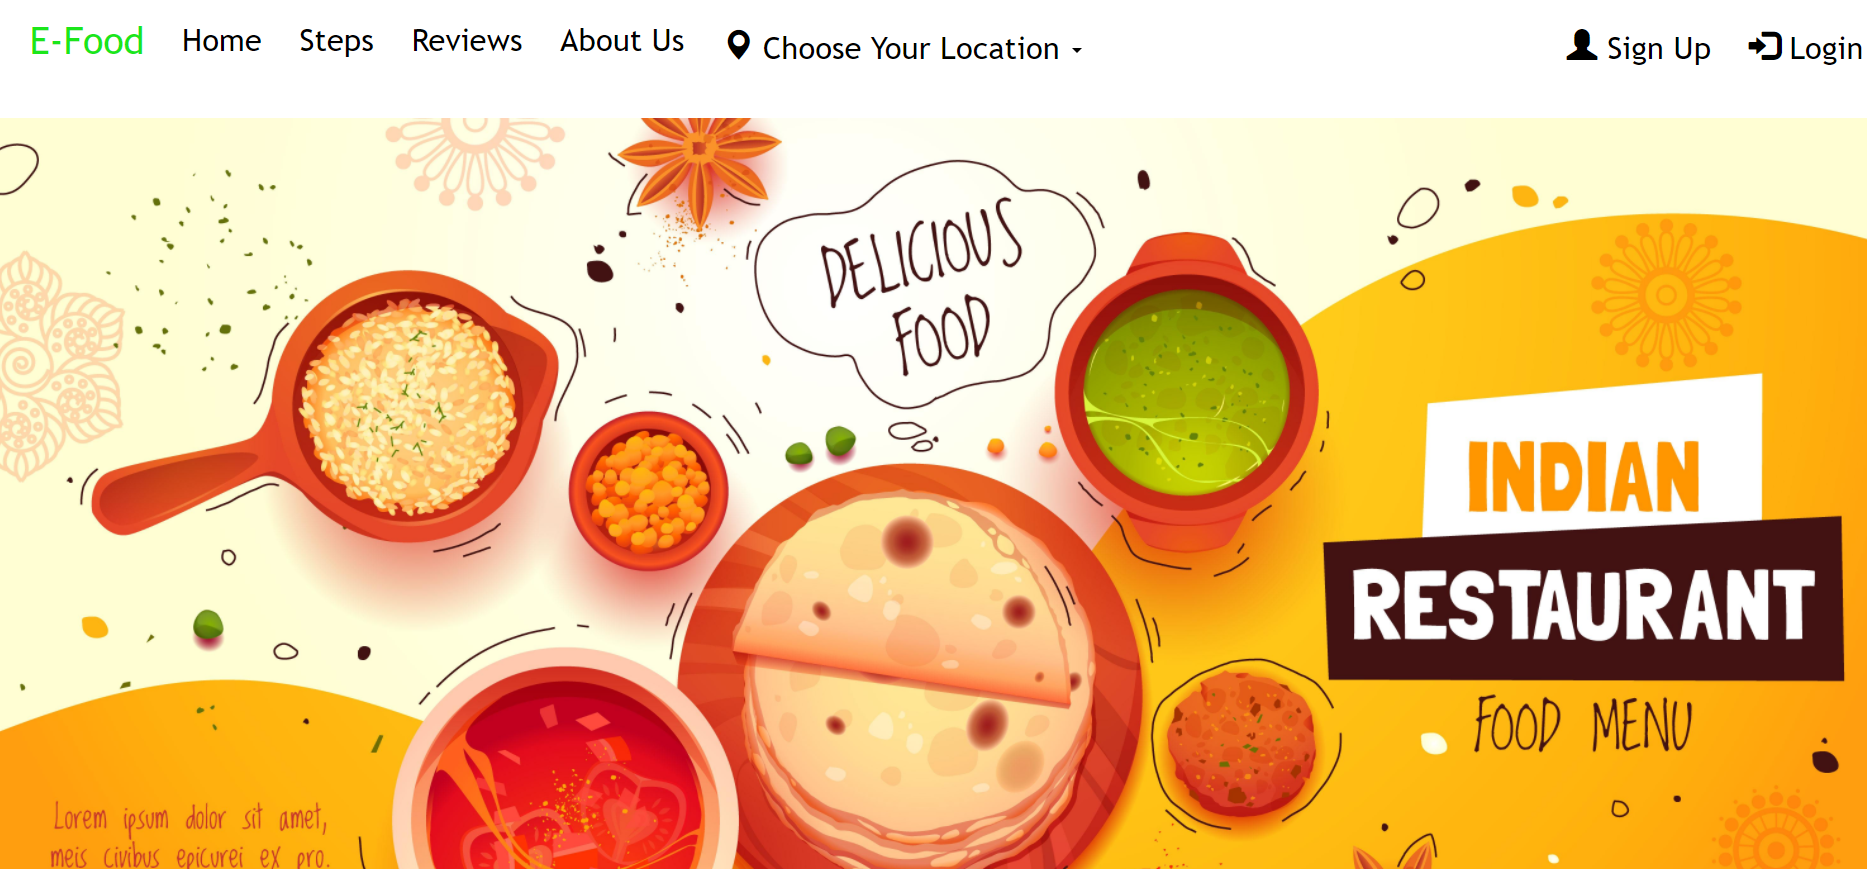 E-Food Home Steps Reviews About Us Choose Your Location Sign Up Login
DELICIOUS
FOOD
INDIAN
RESTAURANT
FOOD MENU
Lorem ipsum dolor sit amet,
meis civibus epicurei ex pro.